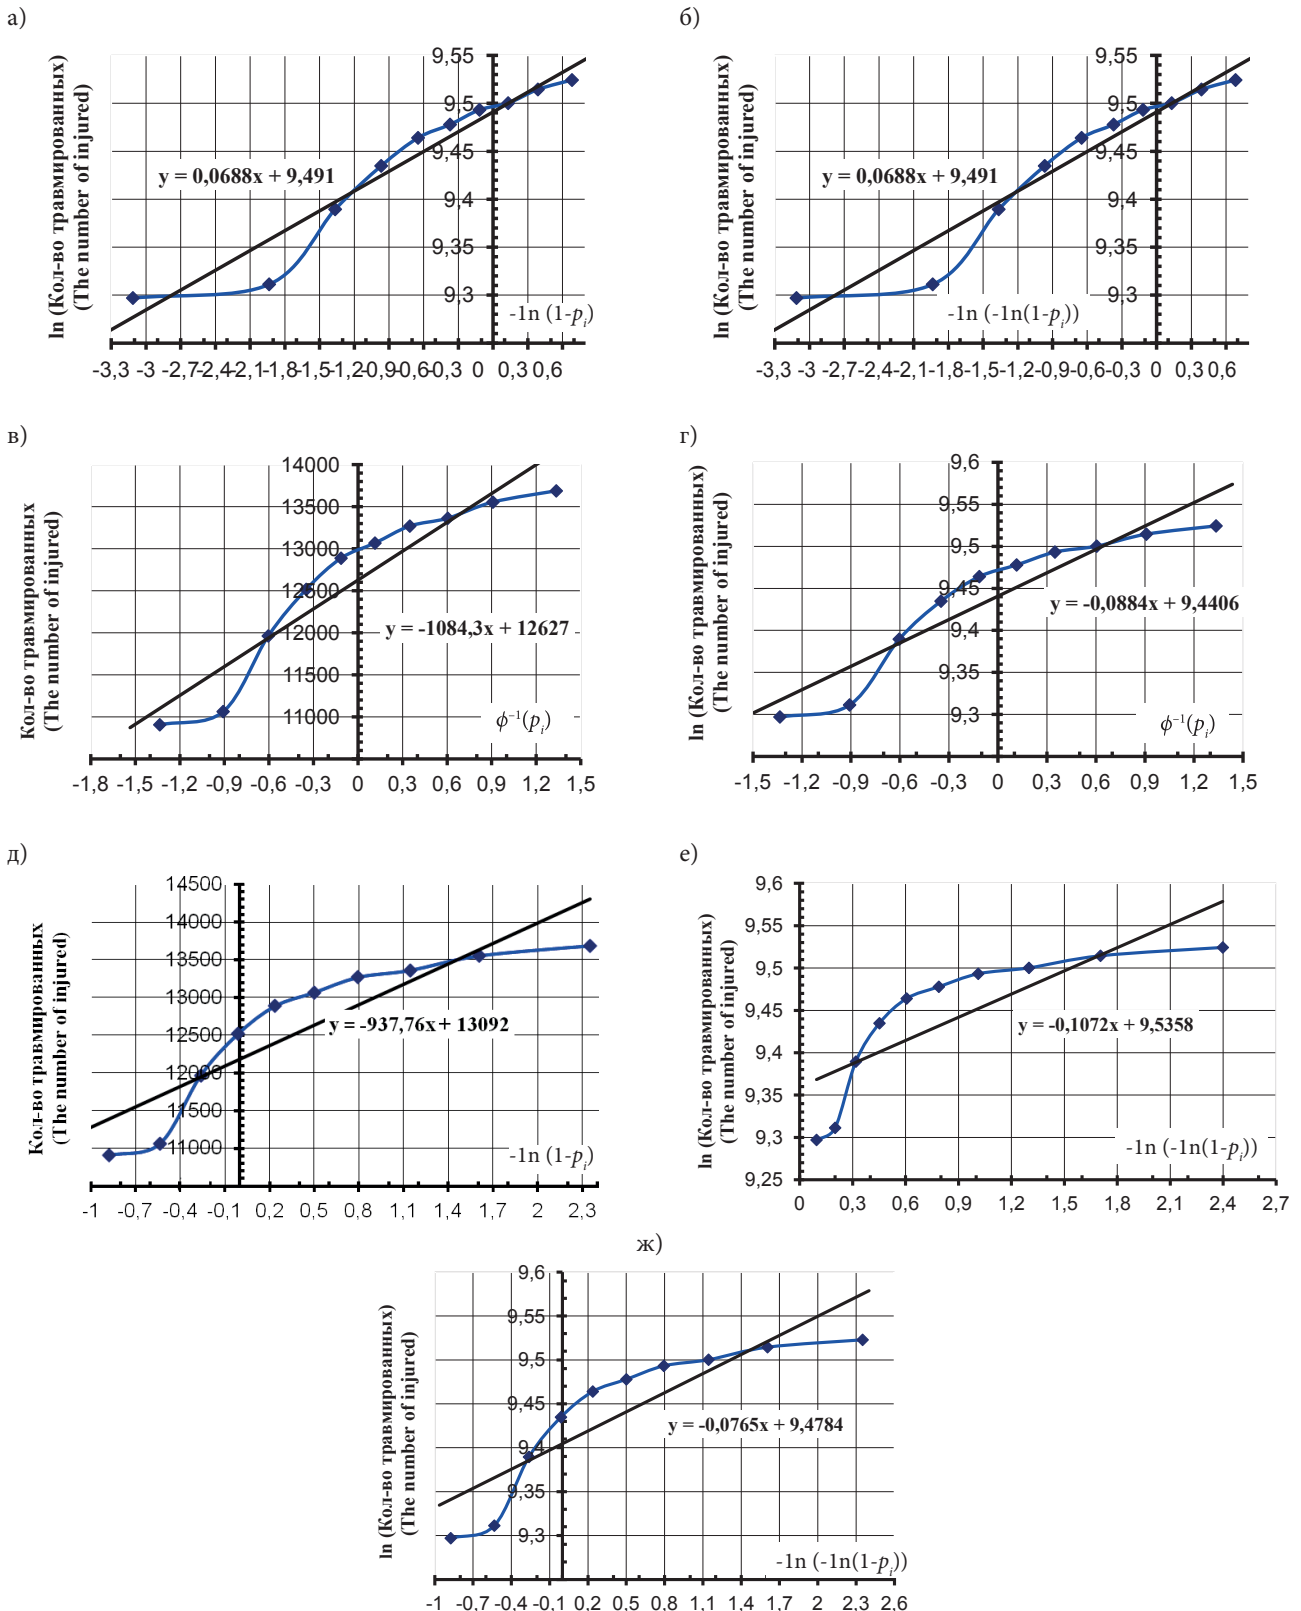 а)
ln (Кол-во травмированных)
(The number of injured)
9,55
9,5
9,45
9,4
9,35
9,3
y = 0,0688x + 9,491
-1n (1-pi)
-3,3 -3 -2,7 -2,4 -2,1 -1,8 -1,5 -1,2 -0,9 -0,6 -0,3 0 0,3 0,6
б)
ln (Кол-во травмированных)
(The number of injured)
9,55
9,5
9,45
9,4
9,35
9,3
y = 0,0688x + 9,491
-1n (-1n(1-pi))
-3,3 -3 -2,7 -2,4 -2,1 -1,8 -1,5 -1,2 -0,9 -0,6 -0,3 0 0,3 0,6
в)
Кол-во травмированных
(The number of injured)
14000
13500
13000
12500
12000
11500
11000
y = -1084,3x + 12627
ϕ⁻¹(pi)
-1,8 -1,5 -1,2 -0,9 -0,6 -0,3 0 0,3 0,6 0,9 1,2 1,5
г)
ln (Кол-во травмированных)
(The number of injured)
9,6
9,55
9,5
9,45
9,4
9,35
9,3
y = -0,0884x + 9,4406
ϕ⁻¹(pi)
-1,5 -1,2 -0,9 -0,6 -0,3 0 0,3 0,6 0,9 1,2 1,5
д)
Кол-во травмированных
(The number of injured)
14500
14000
13500
13000
12500
12000
11500
11000
y = -937,76x + 13092
-1n (1-pi)
-1 -0,7 -0,4 -0,1 0,2 0,5 0,8 1,1 1,4 1,7 2 2,3
е)
ln (Кол-во травмированных)
(The number of injured)
9,6
9,55
9,5
9,45
9,4
9,35
9,3
9,25
y = -0,1072x + 9,5358
-1n (-1n(1-pi))
0 0,3 0,6 0,9 1,2 1,5 1,8 2,1 2,4 2,7
ж)
ln (Кол-во травмированных)
(The number of injured)
9,6
9,55
9,5
9,45
9,4
9,35
9,3
y = -0,0765x + 9,4784
-1n (-1n(1-pi))
-1 -0,7 -0,4 -0,1 0,2 0,5 0,8 1,1 1,4 1,7 2 2,3 2,6